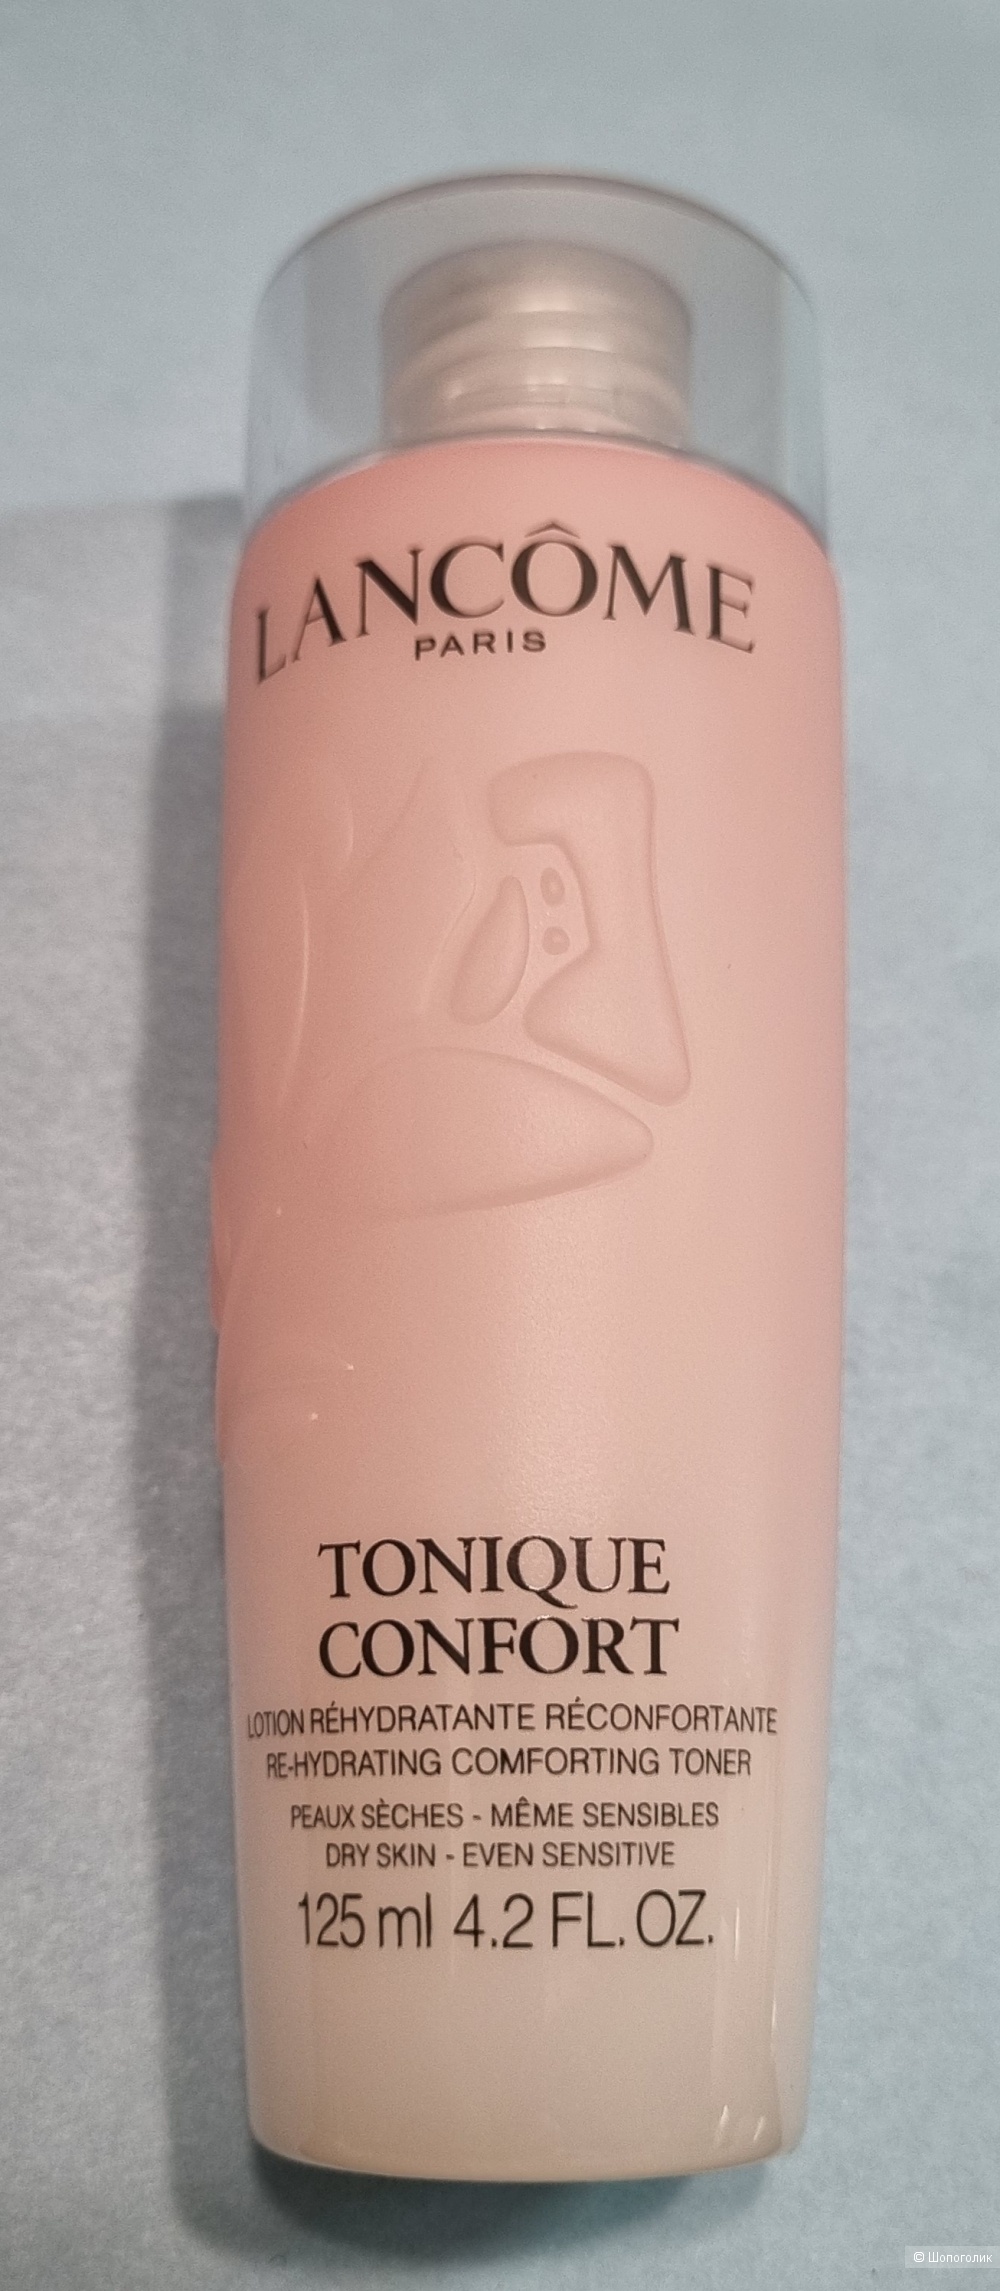 LANCÔME
PARIS
TONIQUE
CONFORT
LOTION RÉHYDRATANTE RÉCONFORTANTE
RE-HYDRATING COMFORTING TONER
PEAUX SÈCHES - MÊME SENSIBLES
DRY SKIN - EVEN SENSITIVE
125 ml 4.2 FL. OZ.
© Шопоголик